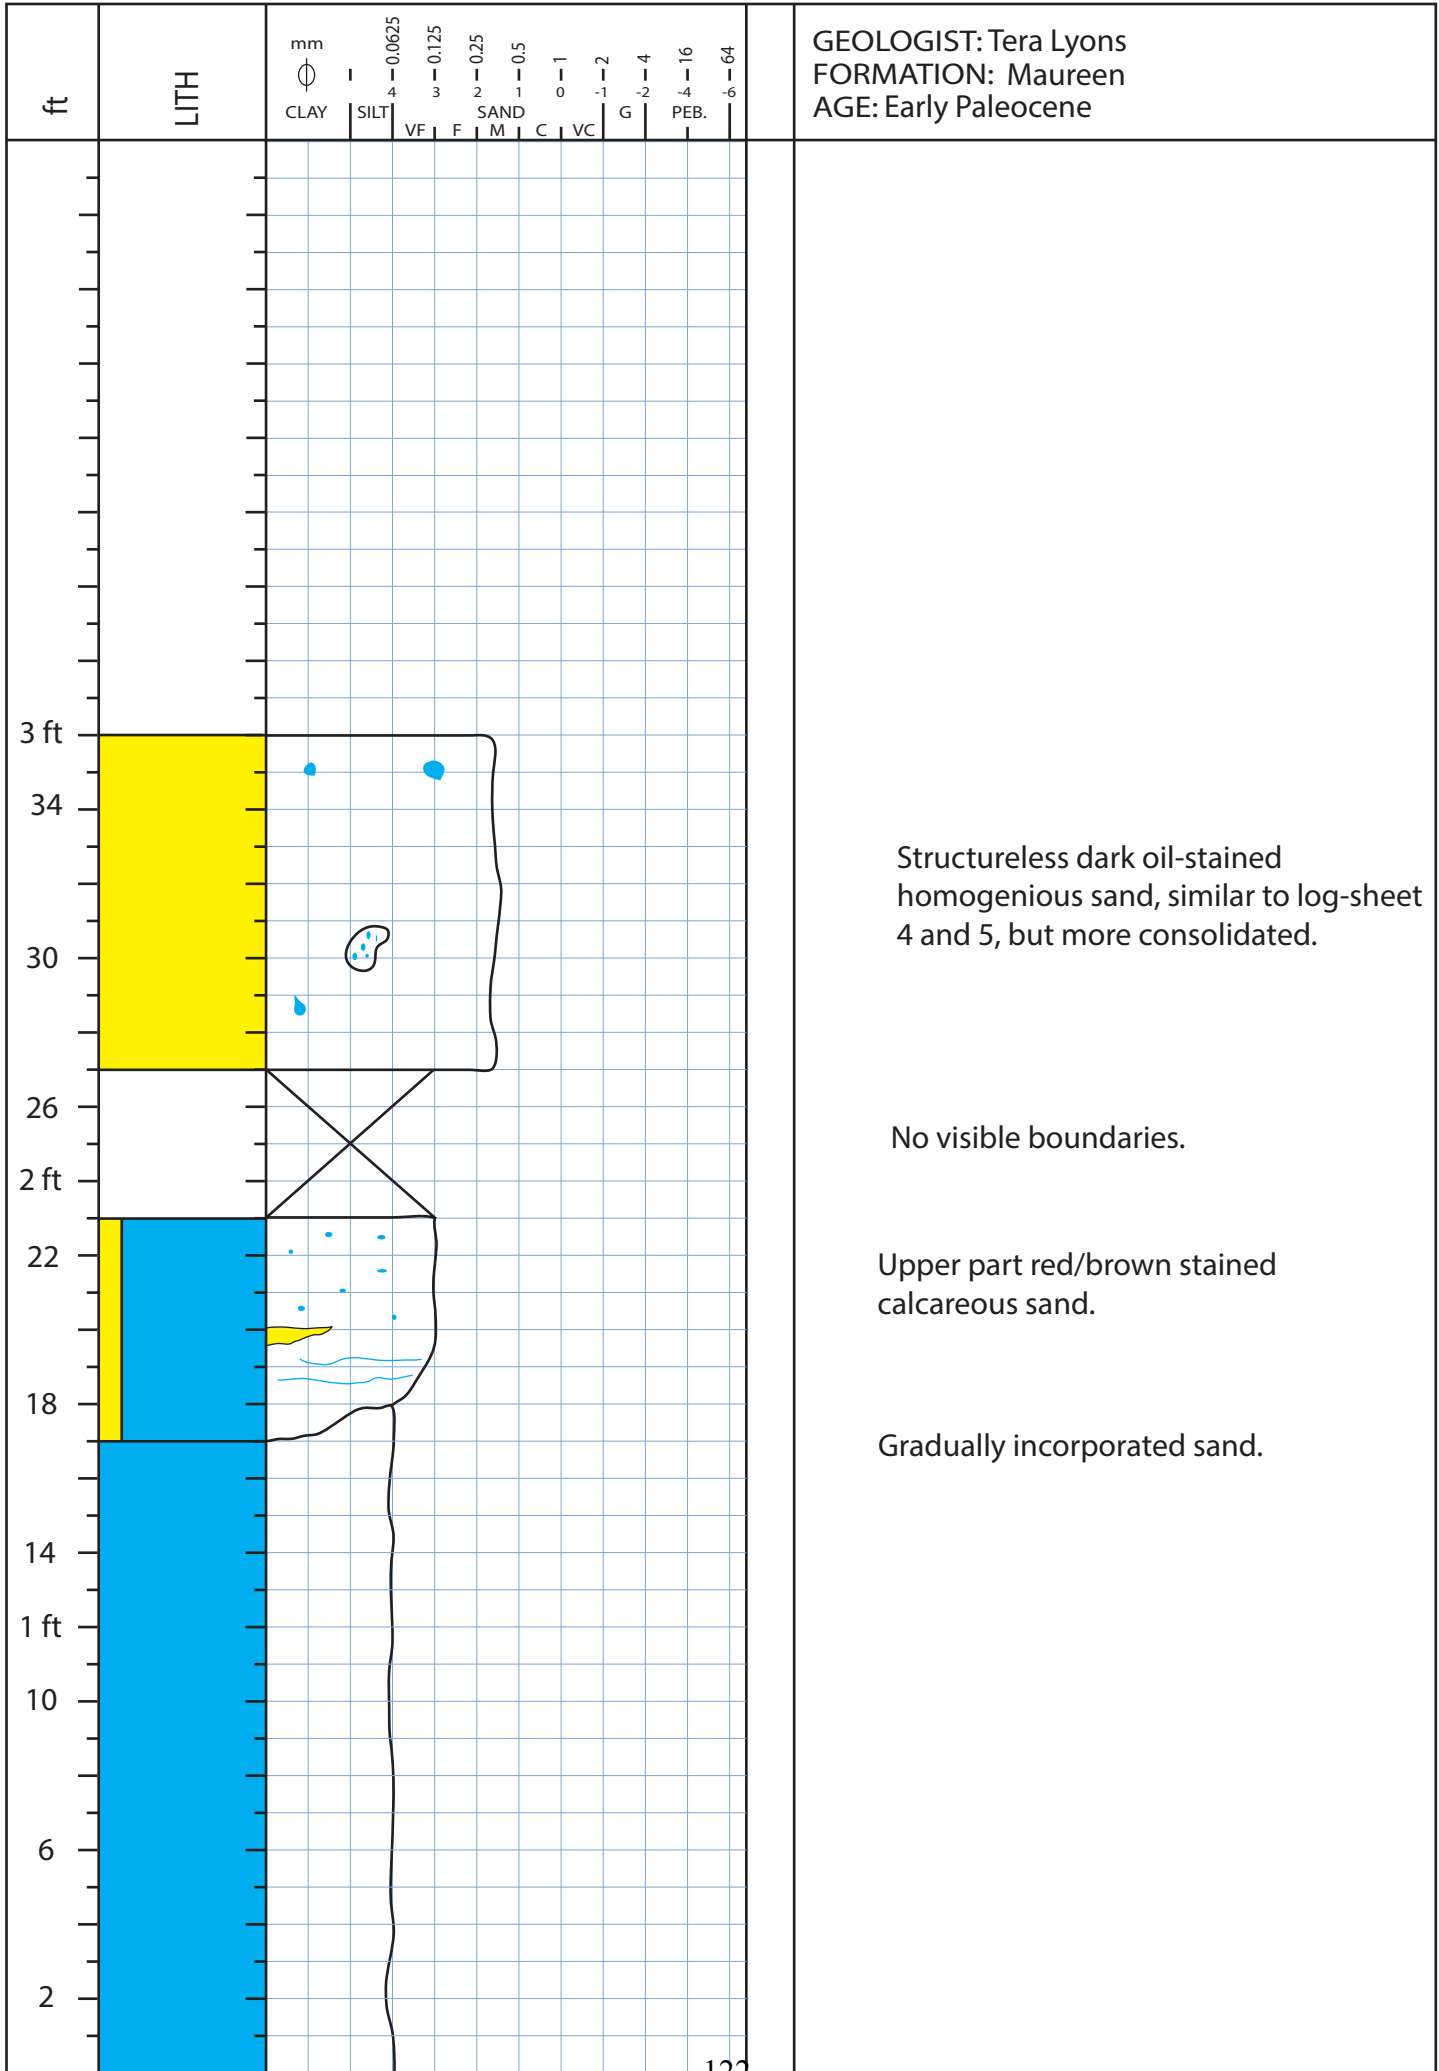 ft
LITH
mm
0.0625
0.125
0.25
0.5
1
2
4
16
64
ϕ
4
3
2
1
0
-1
-2
-4
-6
CLAY
SILT
SAND
G
PEB.
VF
F
M
C
VC
GEOLOGIST: Tera Lyons
FORMATION: Maureen
AGE: Early Paleocene
3 ft
34
Structureless dark oil-stained
homogenious sand, similar to log-sheet
4 and 5, but more consolidated.
30
26
No visible boundaries.
2 ft
22
Upper part red/brown stained
calcareous sand.
18
Gradually incorporated sand.
14
1 ft
10
6
2
122